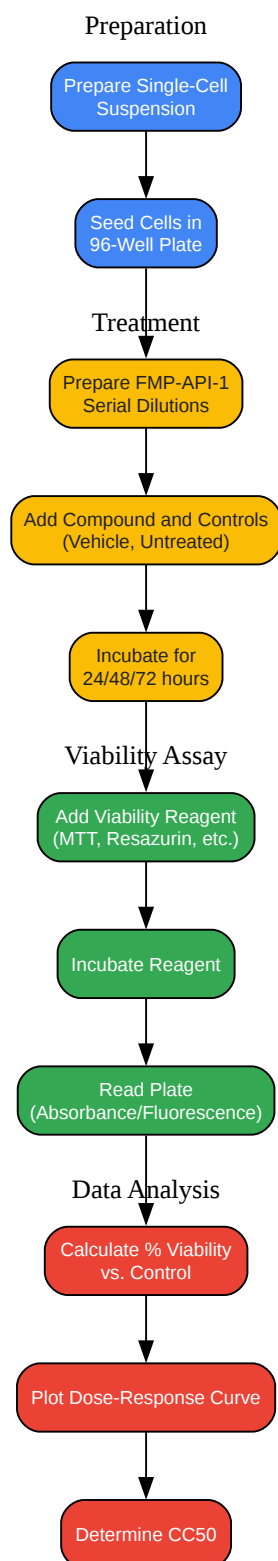 Preparation
Prepare Single-Cell
Suspension
Seed Cells in
96-Well Plate
Treatment
Prepare FMP-API-1
Serial Dilutions
Add Compound and Controls
(Vehicle, Untreated)
Incubate for
24/48/72 hours
Viability Assay
Add Viability Reagent
(MTT, Resazurin, etc.)
Incubate Reagent
Read Plate
(Absorbance/Fluorescence)
Data Analysis
Calculate % Viability
vs. Control
Plot Dose-Response Curve
Determine CC50